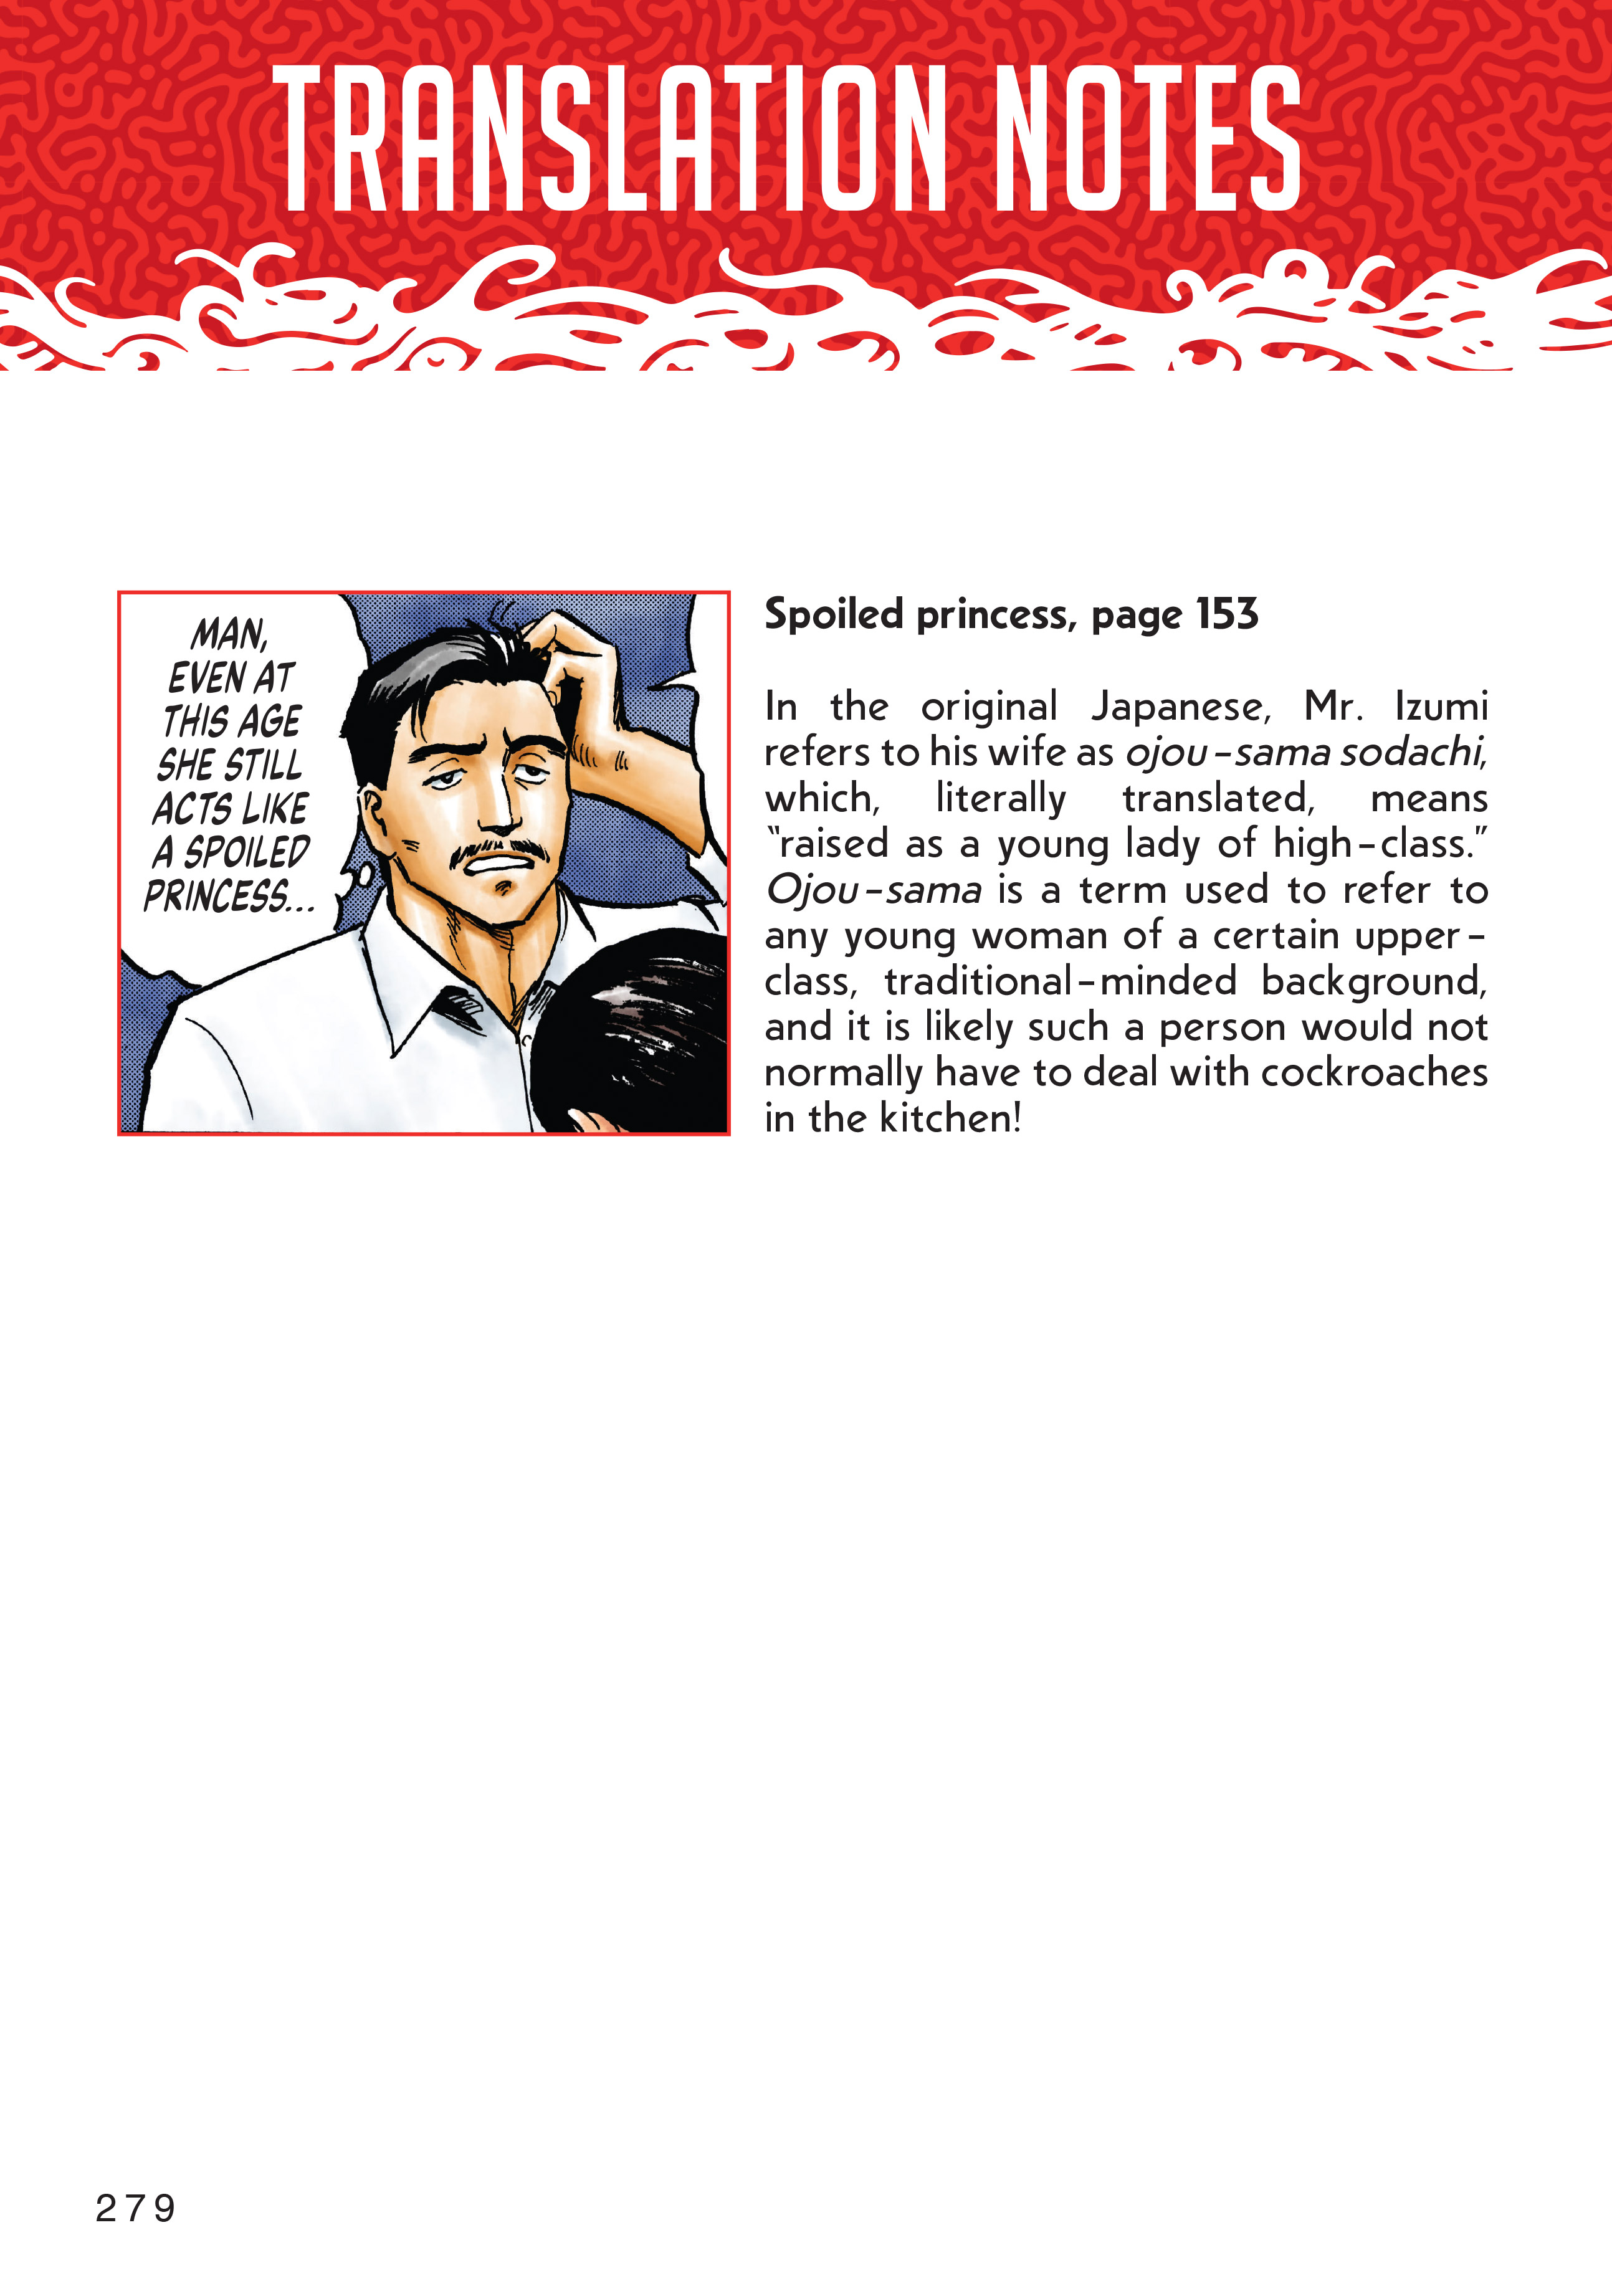 TRANSLATION NOTES
MAN,
EVEN AT
THIS AGE
SHE STILL
ACTS LIKE
A SPOILED
PRINCESS...
Spoiled princess, page 153
In the original Japanese, Mr. Izumi
refers to his wife as ojou-sama sodachi,
which, literally translated, means
“raised as a young lady of high-class.”
Ojou-sama is a term used to refer to
any young woman of a certain upper-
class, traditional-minded background,
and it is likely such a person would not
normally have to deal with cockroaches
in the kitchen!
279